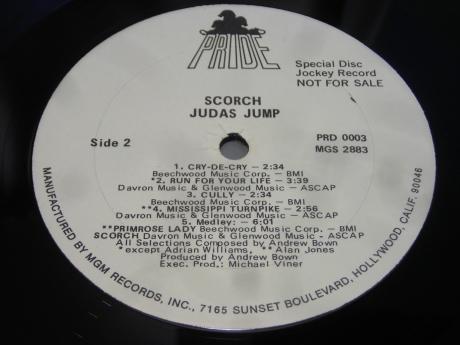 PRIDE
Special Disc
Jockey Record
NOT FOR SALE
SCORCH
JUDAS JUMP
Side 2
PRD 0003
MGS 2883
1. CRY-DE-CRY — 2:34
Beechwood Music Corp. — BMI
*2. RUN FOR YOUR LIFE — 3:39
Davron Music & Glenwood Music — ASCAP
3. CULLY — 2:34
Beechwood Music Corp. — BMI
**4. MISSISSIPPI TURNPIKE — 2:56
Davron Music & Glenwood Music — ASCAP
5. Medley: — 6:01
**PRIMROSE LADY Beechwood Music Corp. — BMI
SCORCH Davron Music & Glenwood Music - ASCAP
All Selections Composed by Andrew Bown
*except Adrian Williams, ** Alan Jones
Produced by Andrew Bown
Exec. Prod.: Michael Viner
MANUFACTURED BY MGM RECORDS, INC., 7165 SUNSET BOULEVARD, HOLLYWOOD, CALIF. 90046